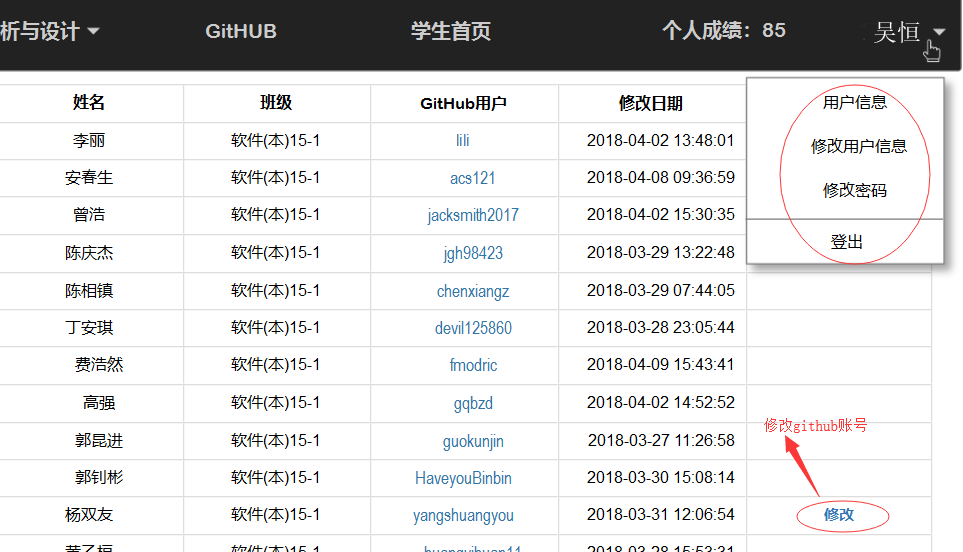 析与设计 GitHUB 学生首页 个人成绩：85 吴恒
用户信息
修改用户信息
修改密码
登出
姓名 班级 GitHub用户 修改日期
李丽 软件(本)15-1 lili 2018-04-02 13:48:01
安春生 软件(本)15-1 acs121 2018-04-08 09:36:59
曾浩 软件(本)15-1 jacksmith2017 2018-04-02 15:30:35
陈庆杰 软件(本)15-1 jgh98423 2018-03-29 13:22:48
陈相镇 软件(本)15-1 chenxiangz 2018-03-29 07:44:05
丁安琪 软件(本)15-1 devil125860 2018-03-28 23:05:44
费浩然 软件(本)15-1 fmodric 2018-04-09 15:43:41
高强 软件(本)15-1 gqbzd 2018-04-02 14:52:52
修改github账号
郭昆进 软件(本)15-1 guokunjin 2018-03-27 11:26:58
郭钊彬 软件(本)15-1 HaveyouBinbin 2018-03-30 15:08:14
杨双友 软件(本)15-1 yangshuangyou 2018-03-31 12:06:54 修改
软件(本)15-1 2018-03-28 15:53:31